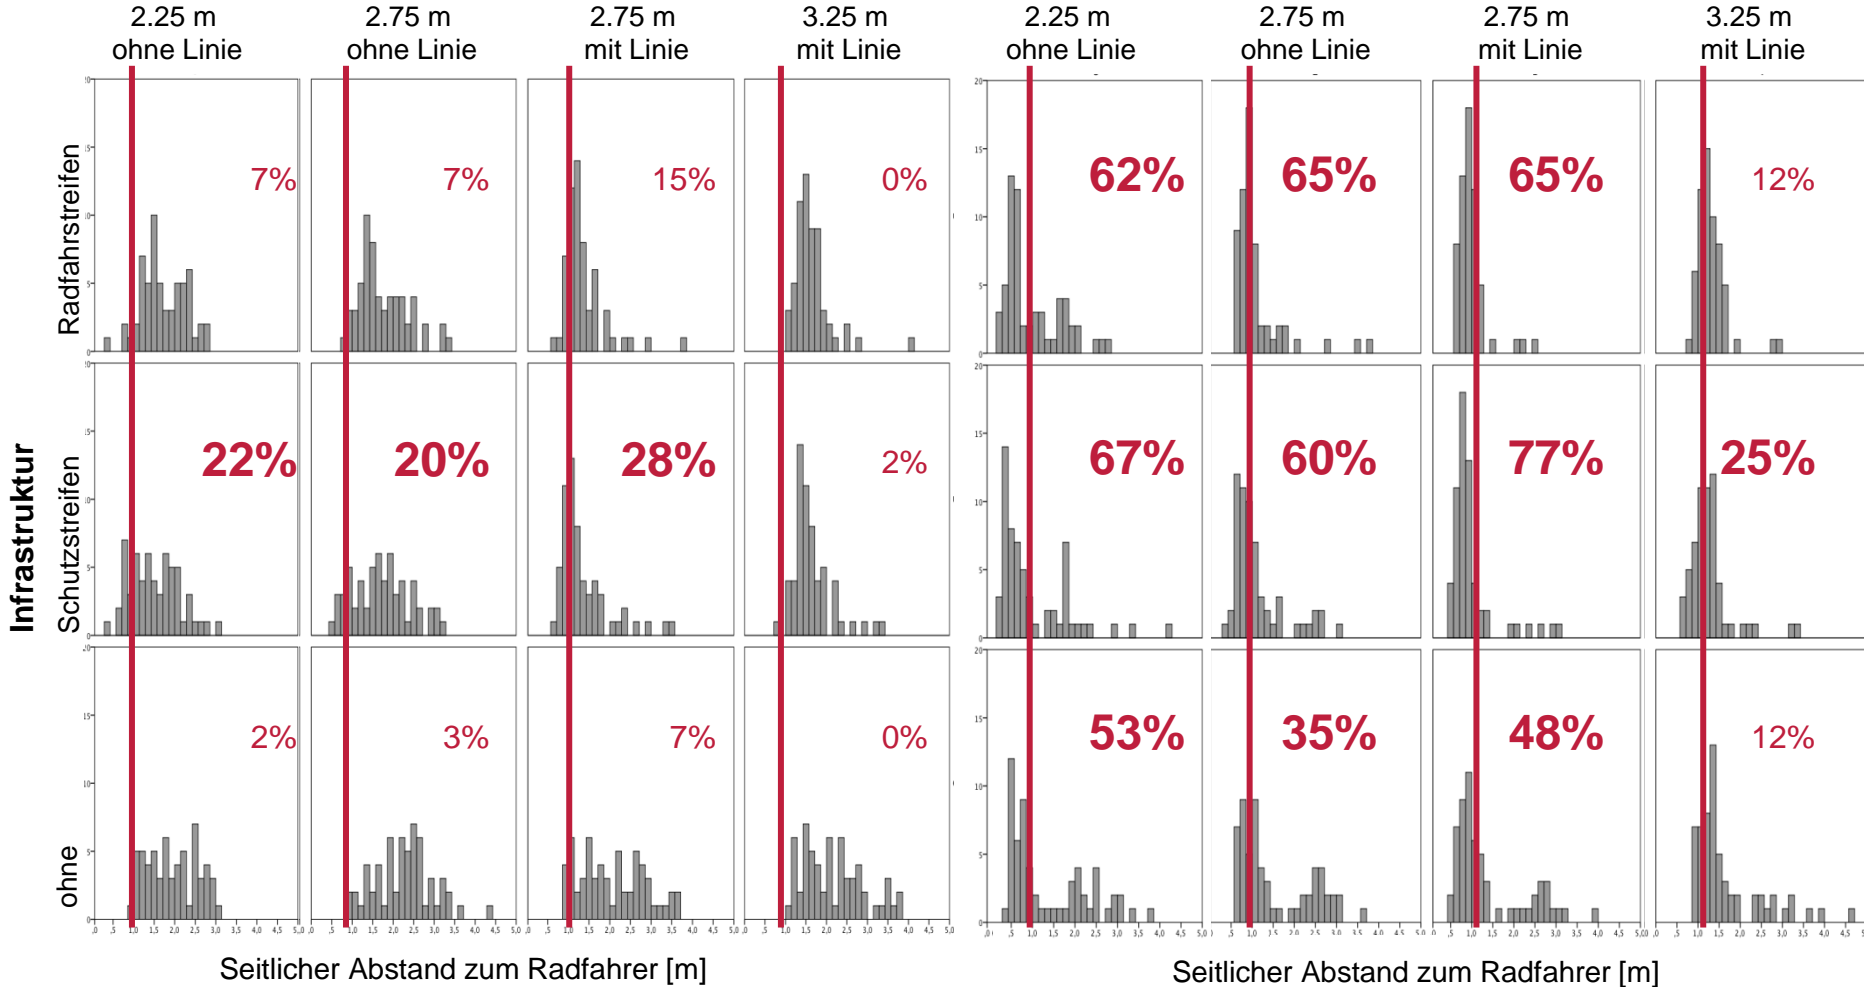 2.25 m 2.75 m 2.75 m 3.25 m 2.25 m 2.75 m 2.75 m 3.25 m
ohne Linie ohne Linie mit Linie mit Linie ohne Linie ohne Linie mit Linie mit Linie
Infrastruktur
Radfahrstreifen
7% 7% 15% 0% 62% 65% 65% 12%
Schutzstreifen
22% 20% 28% 2% 67% 60% 77% 25%
ohne
2% 3% 7% 0% 53% 35% 48% 12%
Seitlicher Abstand zum Radfahrer [m] Seitlicher Abstand zum Radfahrer [m]